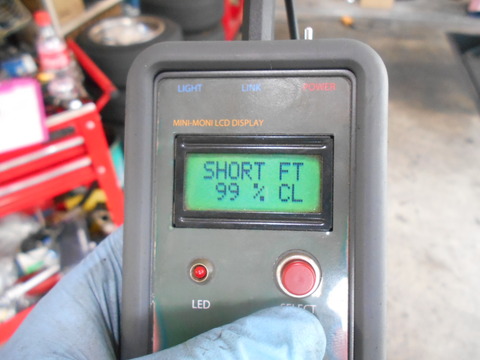 LIGHT LINK POWER
MINI-MONI LCD DISPLAY
SHORT FT
99 % CL
LED
SELECT